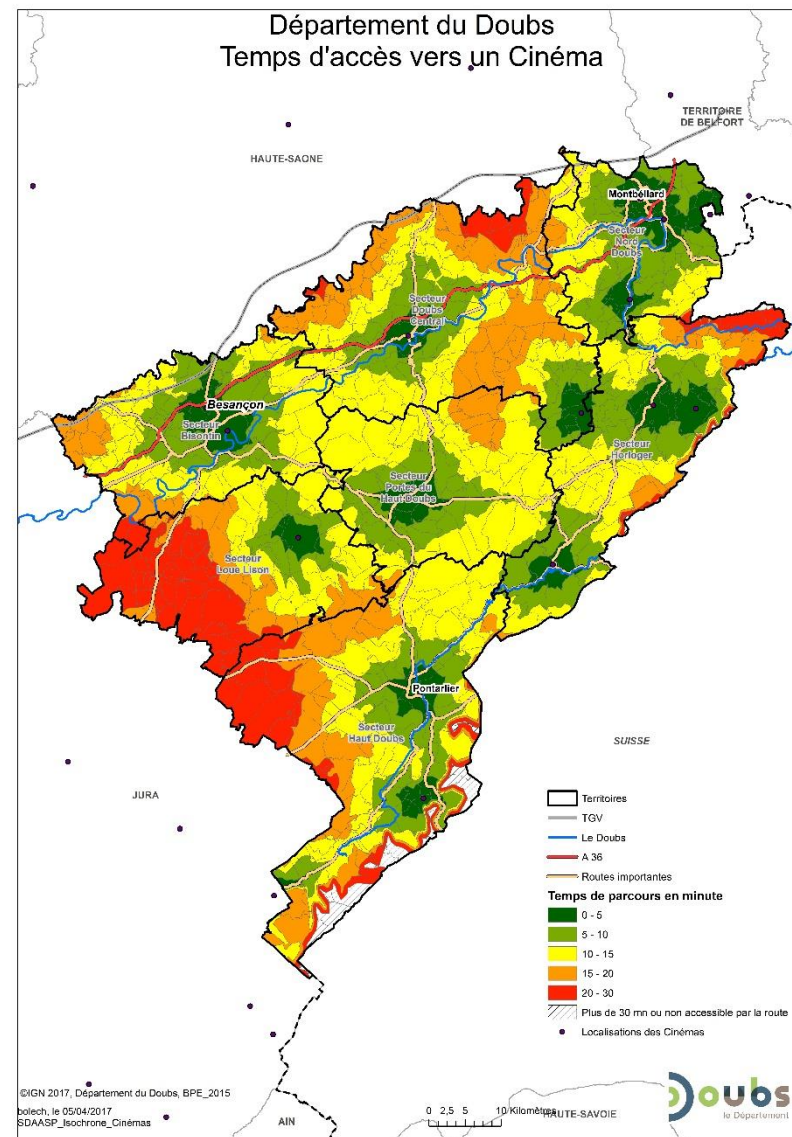 Département du Doubs
Temps d'accès vers un Cinéma
TERRITOIRE
DE BELFORT
HAUTE-SAONE
Montbéliard
Secteur
Nord
Doubs
Secteur
Doubs
Central
Besançon
Secteur
Bisontin
Secteur
Horloger
Secteur
Portes du
Haut Doubs
Secteur
Loue Lison
Pontarlier
Secteur
Haut Doubs
SUISSE
JURA
Territoires
TGV
Le Doubs
A 36
Routes importantes
Temps de parcours en minute
0 - 5
5 - 10
10 - 15
15 - 20
20 - 30
Plus de 30 mn ou non accessible par la route
Localisations des Cinémas
©IGN 2017, Département du Doubs, BPE_2015
bolech, le 05/04/2017
SDAASP_Isochrone_Cinémas
AIN
0 2,5 5 10 Kilomètres
HAUTE-SAVOIE
Doubs
le Département